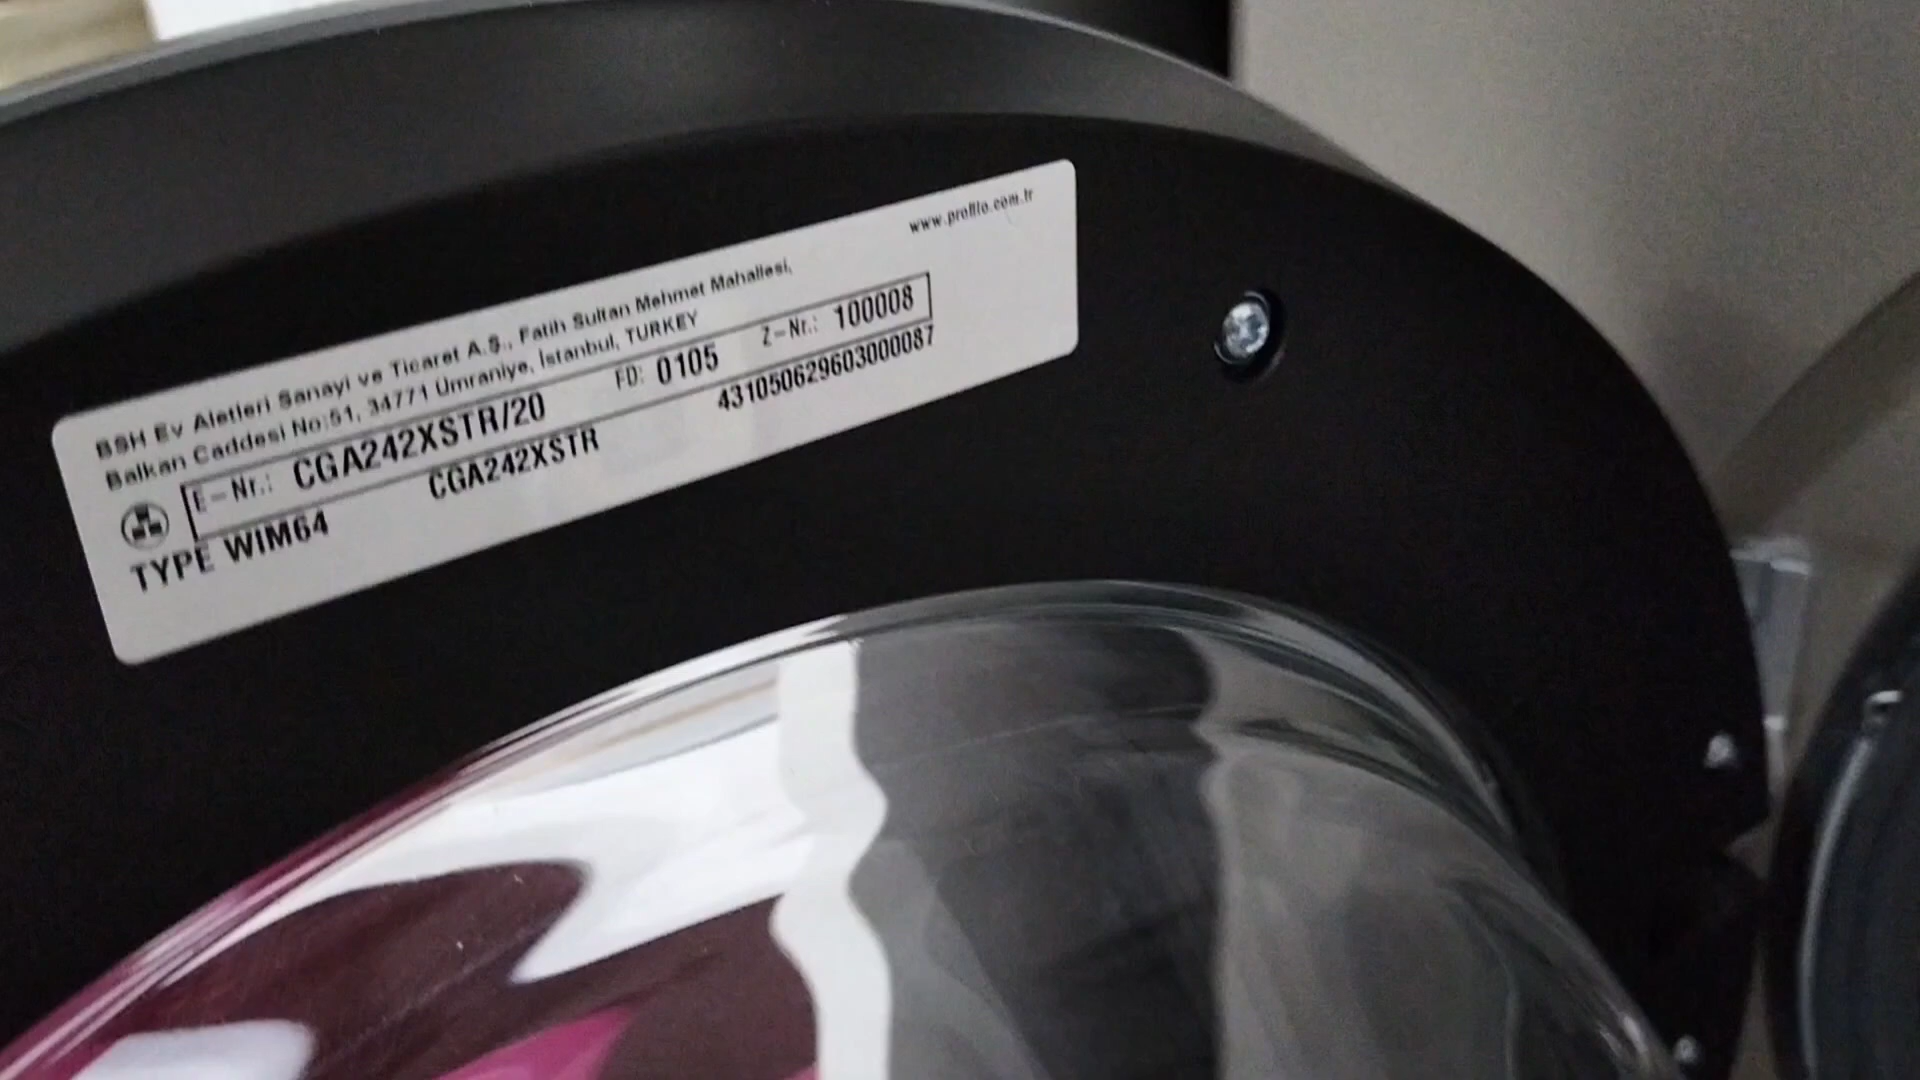 www.profilo.com.tr
BSH Ev Aletleri Sanayi ve Ticaret A.Ş., Fatih Sultan Mehmet Mahallesi,
Balkan Caddesi No:51, 34771 Ümraniye, İstanbul, TURKEY
E-Nr.: CGA242XSTR/20 FD: 0105 Z-Nr.: 100008
TYPE WIM64 CGA242XSTR 431050629603000087